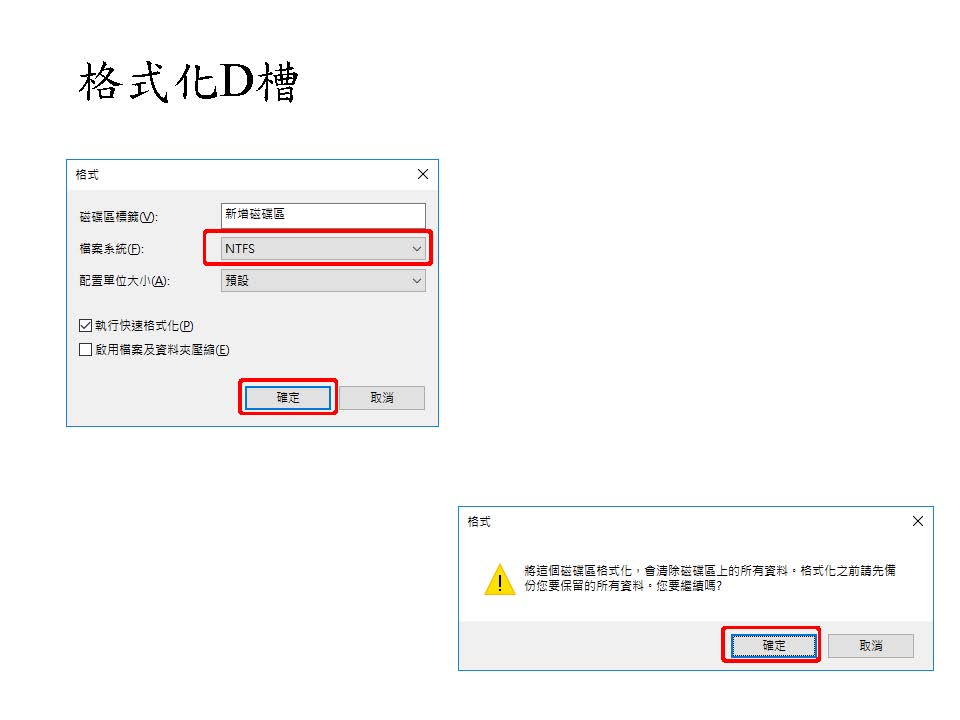 格式化D槽
格式
磁碟區標籤(V):
新增磁碟區
檔案系統(F):
NTFS
配置單位大小(A):
預設
執行快速格式化(P)
啟用檔案及資料夾壓縮(E)
確定
取消
格式
將這個磁碟區格式化，會清除磁碟區上的所有資料。格式化之前請先備
份您要保留的所有資料。您要繼續嗎?
確定
取消